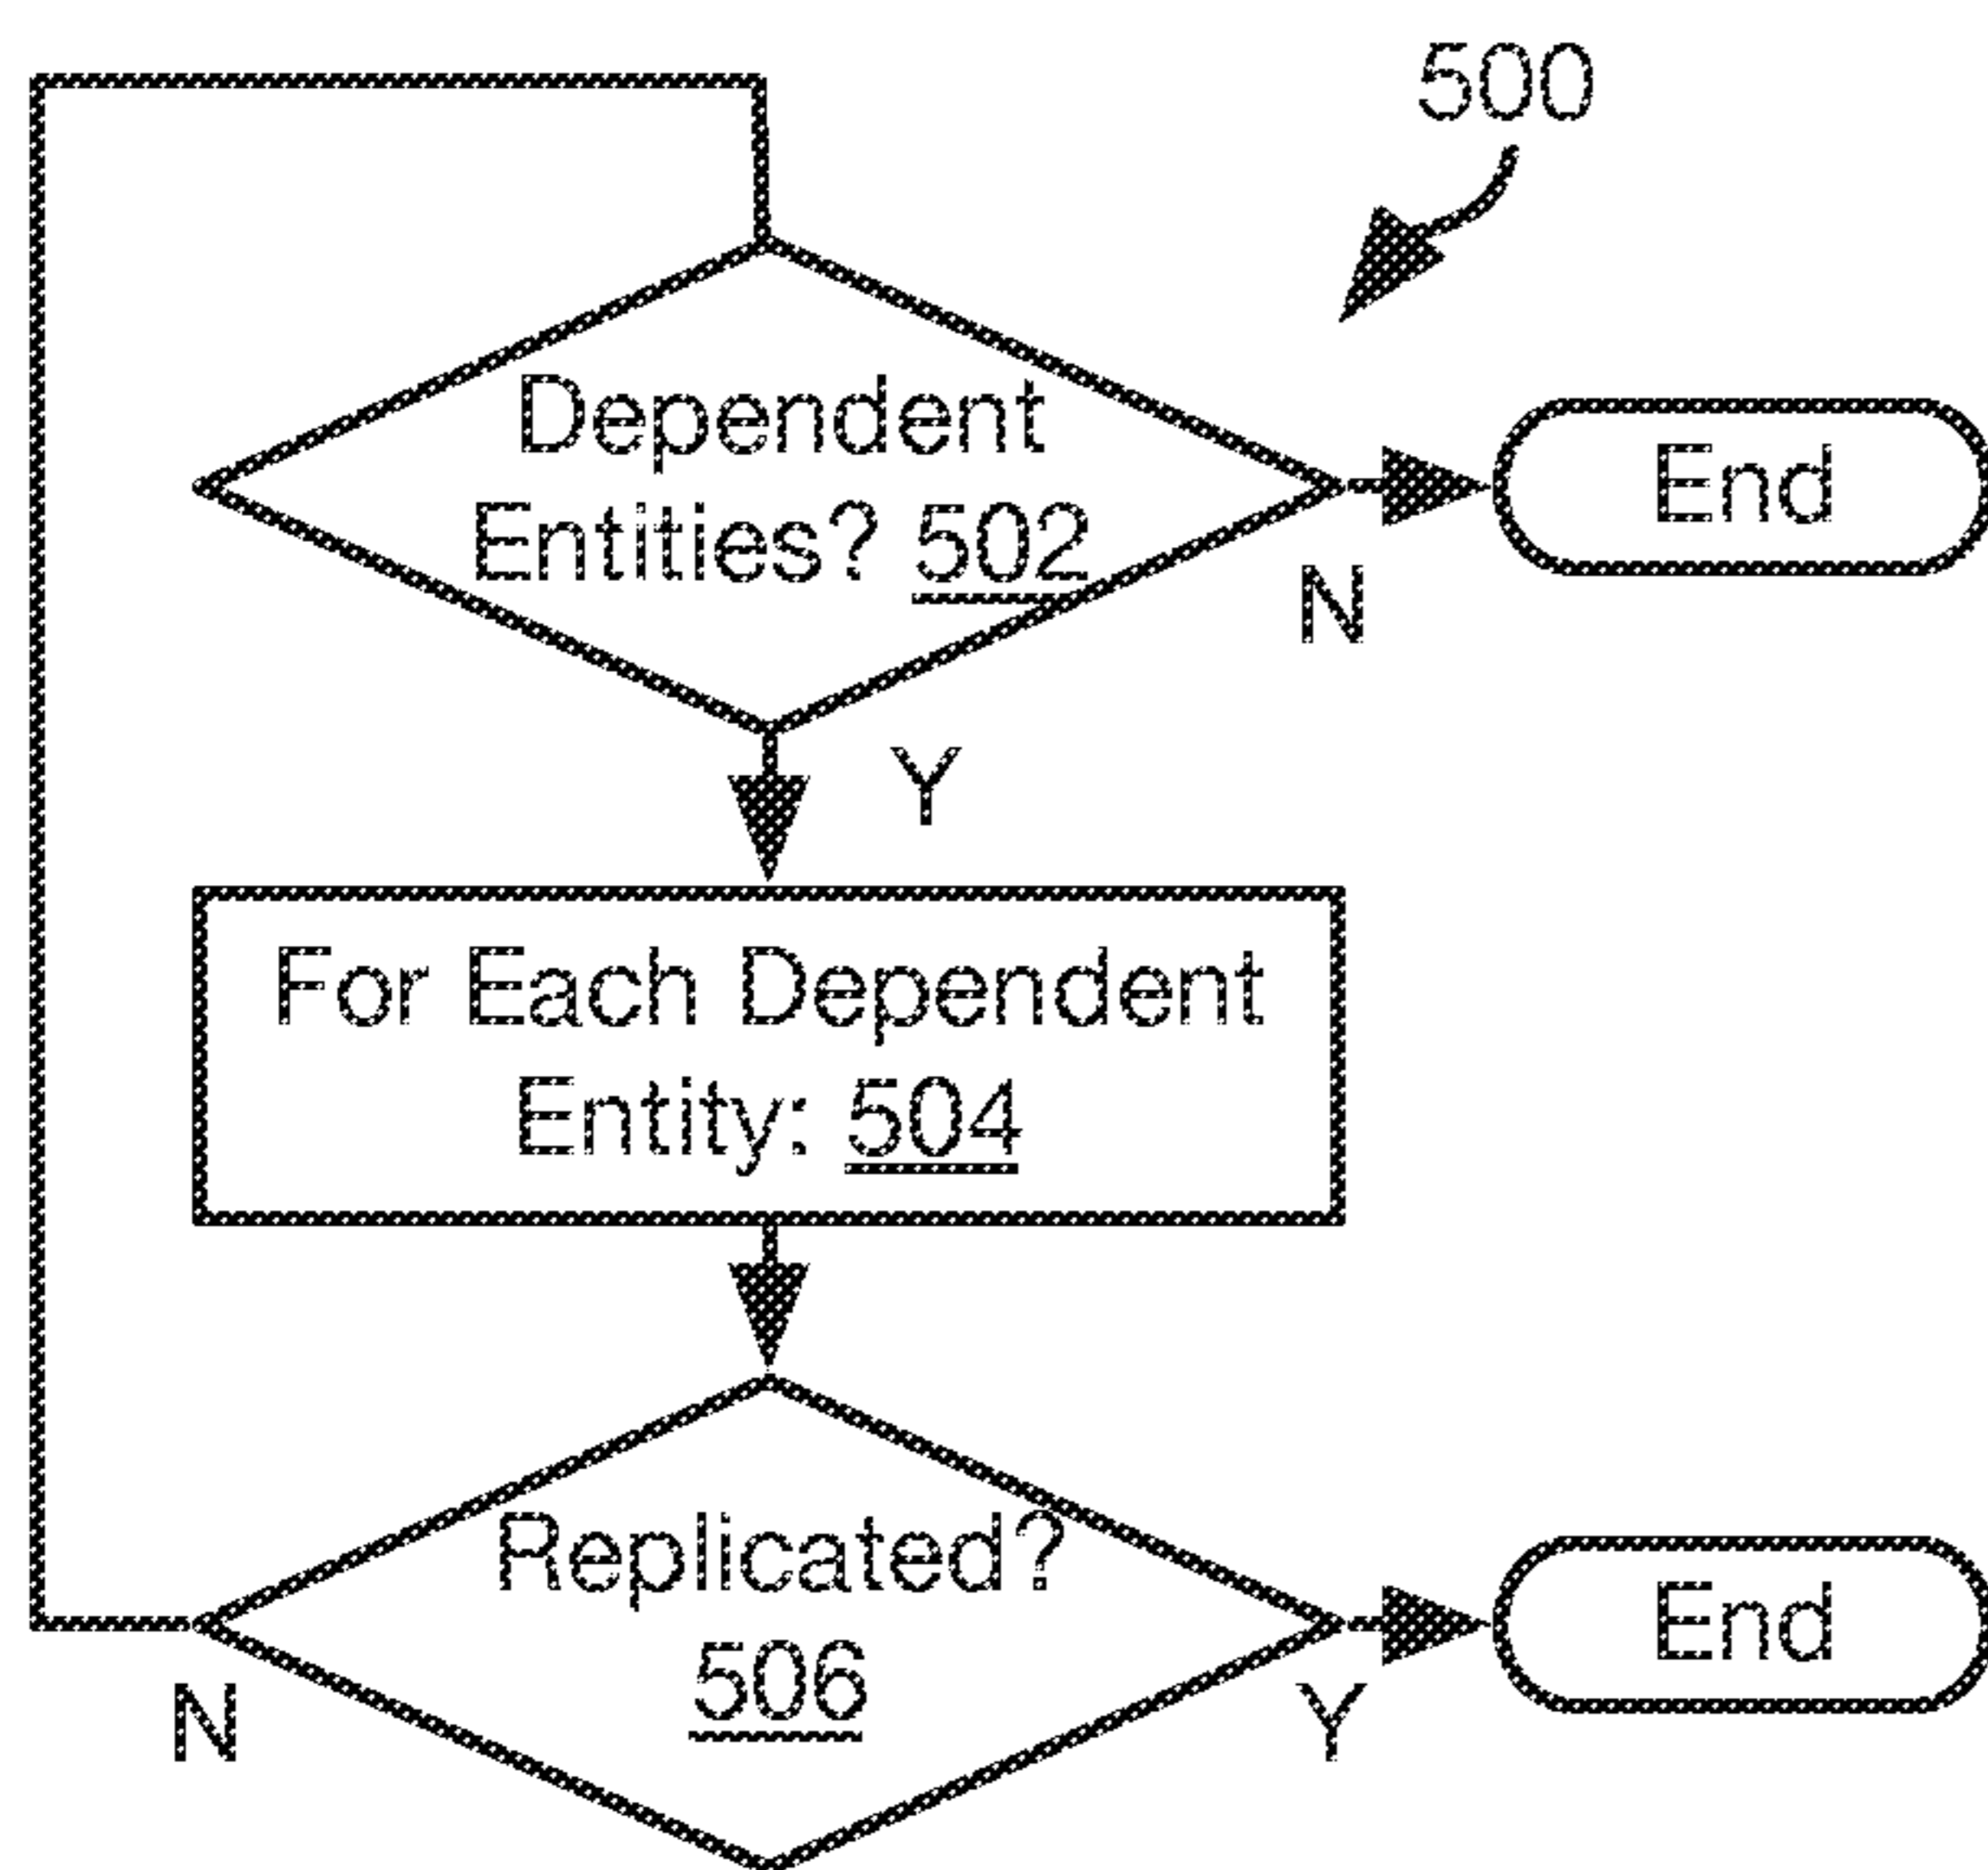 500
Dependent
Entities? 502
End
N
Y
For Each Dependent
Entity: 504
Replicated?
506
End
N
Y